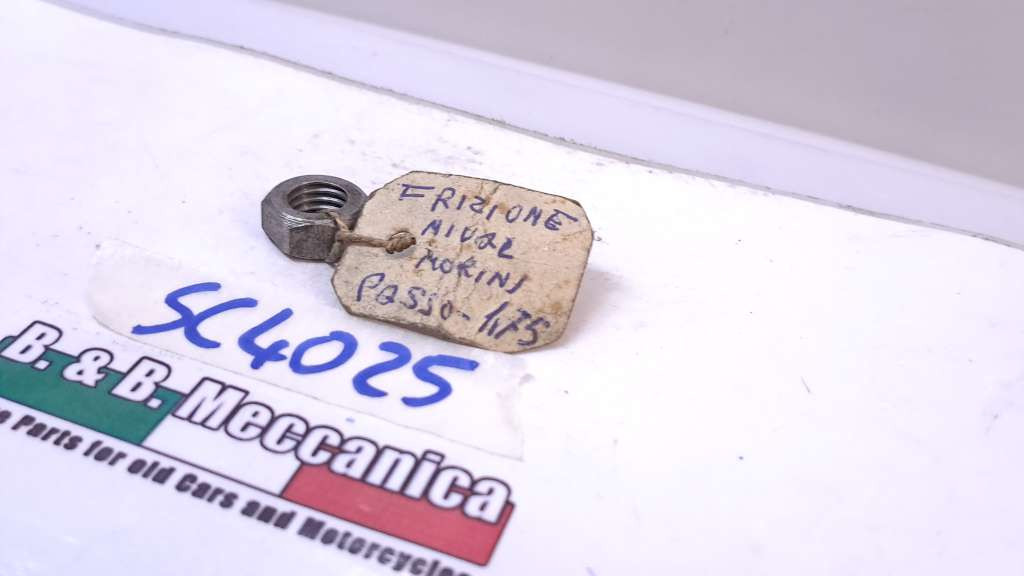 FRIZIONE
MIVAL
MORINI
PASSO - 1,75
SC4025
B. & B. Meccanica
Parts for old Cars and Motorcycles